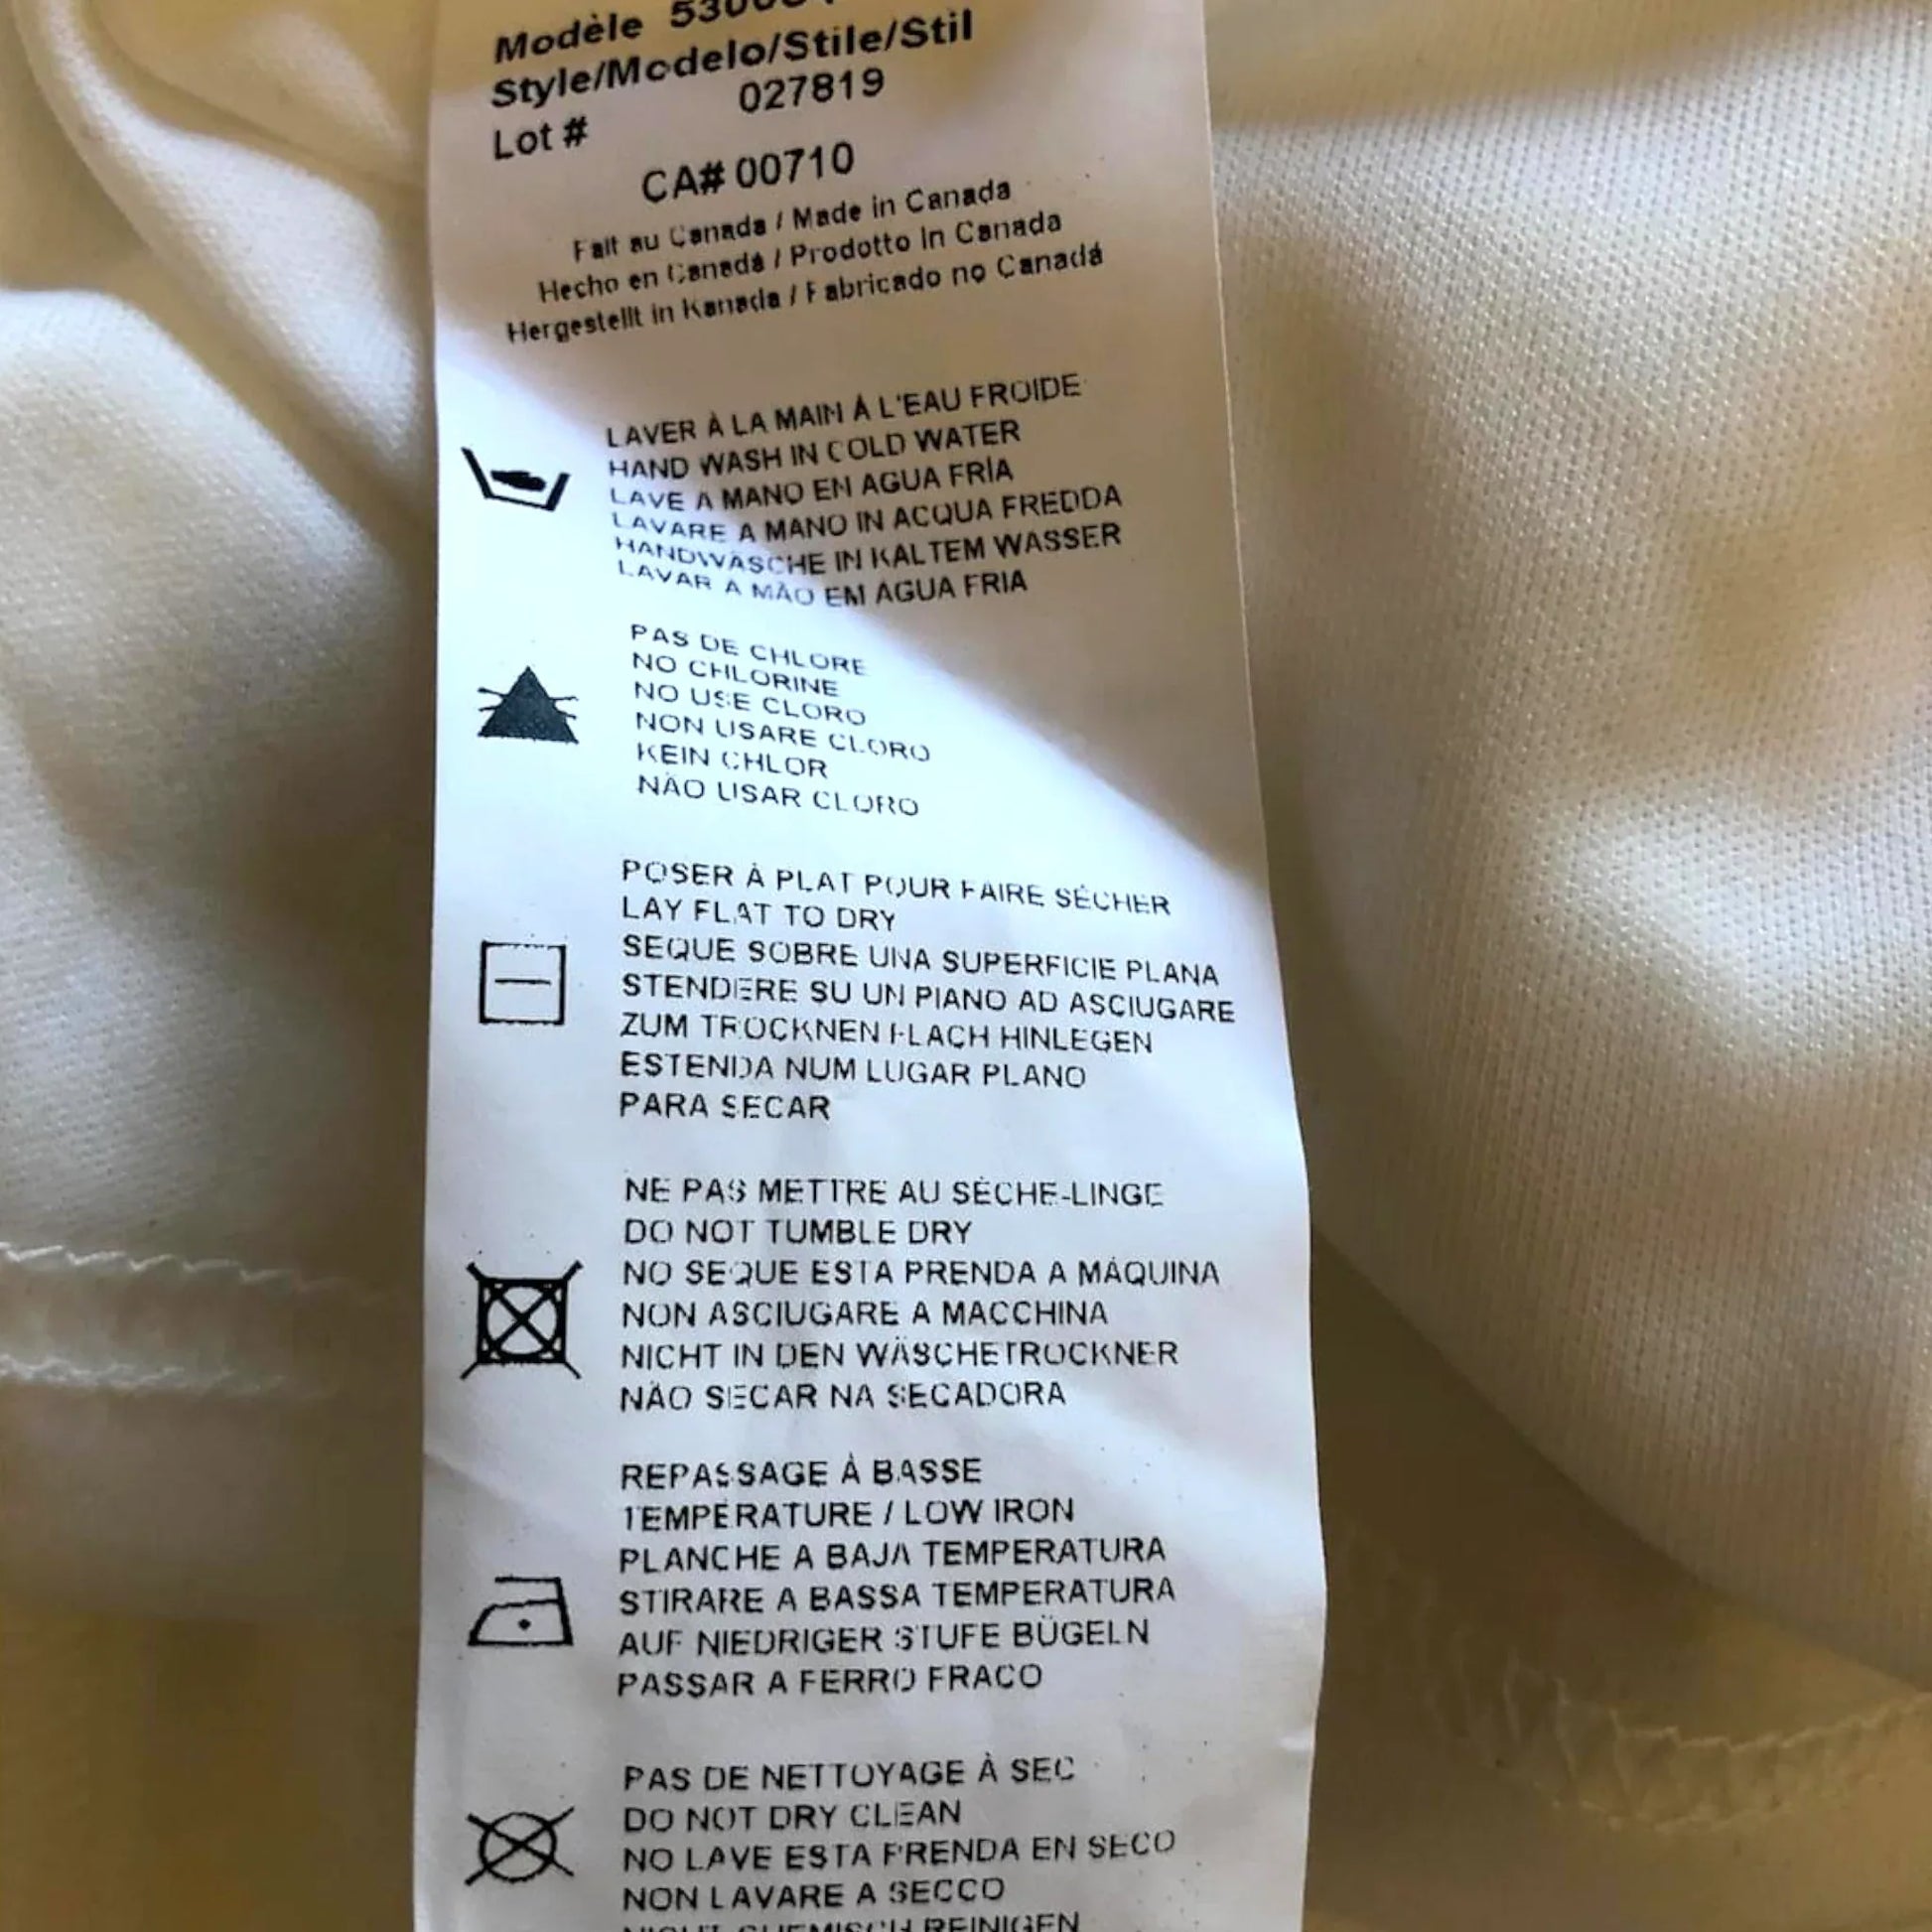 Modèle
Style/Modelo/Stile/Stil
027819
Lot #
CA# 00710
Fait au Canada / Made in Canada
Hecho en Canadá / Prodotto In Canada
Hergestellt in Kanada / Fabricado no Canadá
LAVER À LA MAIN À L'EAU FROIDE
HAND WASH IN COLD WATER
LAVE A MANO EN AGUA FRÍA
LAVARE A MANO IN ACQUA FREDDA
HANDWÄSCHE IN KALTEM WASSER
LAVAR A MÃO EM ÁGUA FRIA
PAS DE CHLORE
NO CHLORINE
NO USE CLORO
NON USARE CLORO
KEIN CHLOR
NÃO USAR CLORO
POSER À PLAT POUR FAIRE SÉCHER
LAY FLAT TO DRY
SEQUE SOBRE UNA SUPERFICIE PLANA
STENDERE SU UN PIANO AD ASCIUGARE
ZUM TROCKNEN FLACH HINLEGEN
ESTENDA NUM LUGAR PLANO
PARA SECAR
NE PAS METTRE AU SÈCHE-LINGE
DO NOT TUMBLE DRY
NO SEQUE ESTA PRENDA A MÁQUINA
NON ASCIUGARE A MACCHINA
NICHT IN DEN WÄSCHETROCKNER
NÃO SECAR NA SECADORA
REPASSAGE À BASSE
TEMPÉRATURE / LOW IRON
PLANCHE A BAJA TEMPERATURA
STIRARE A BASSA TEMPERATURA
AUF NIEDRIGER STUFE BÜGELN
PASSAR A FERRO FRACO
PAS DE NETTOYAGE À SEC
DO NOT DRY CLEAN
NO LAVE ESTA PRENDA EN SECO
NON LAVARE A SECCO
NICHT CHEMISCH REINIGEN